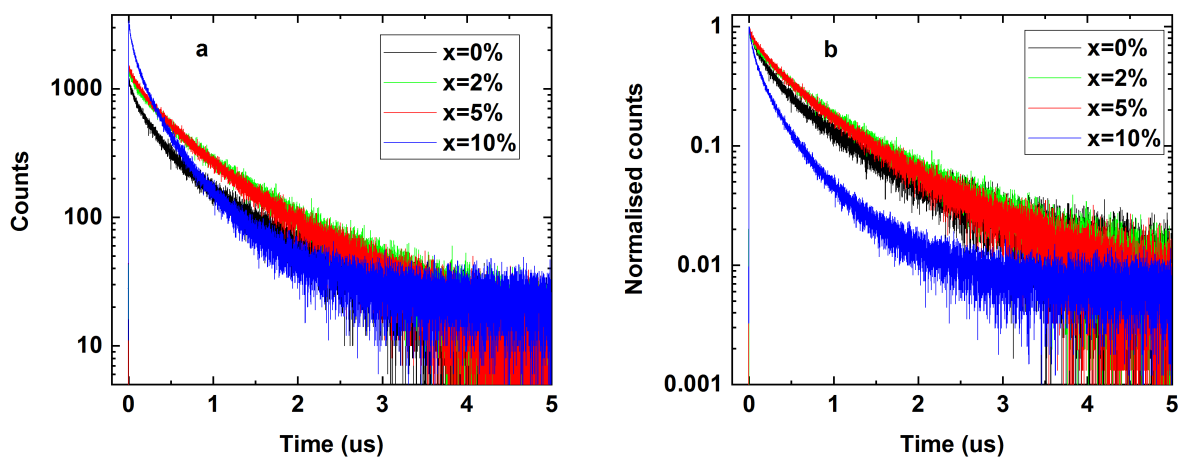 a
x=0%
x=2%
x=5%
x=10%
1000
100
10
Counts
0 1 2 3 4 5
Time (us)
b
x=0%
x=2%
x=5%
x=10%
1
0.1
0.01
0.001
Normalised counts
0 1 2 3 4 5
Time (us)